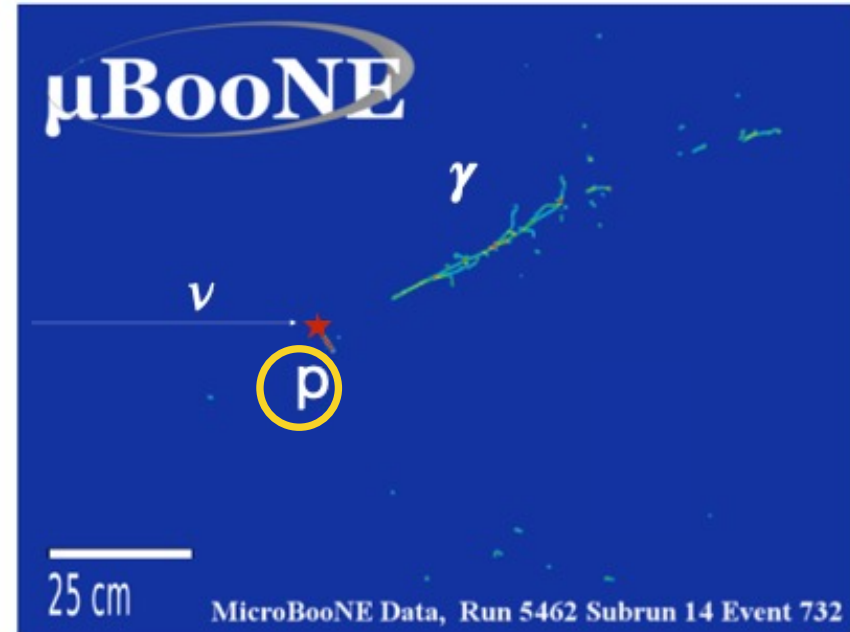 μBooNE
γ
ν
p
25 cm
MicroBooNE Data, Run 5462 Subrun 14 Event 732